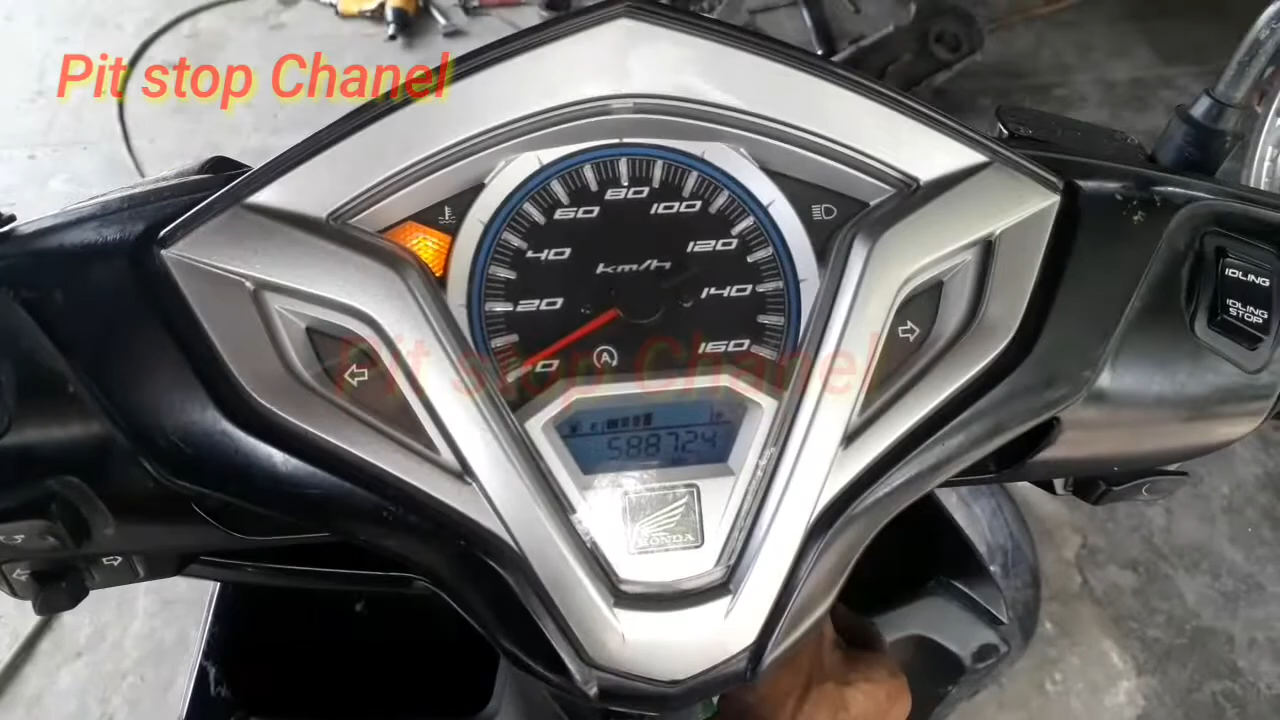 Pit stop Chanel
80
60
100
40
120
km/h
20
140
IDLING
IDLING
STOP
0
A
160
Pit stop Chanel
588724
HONDA